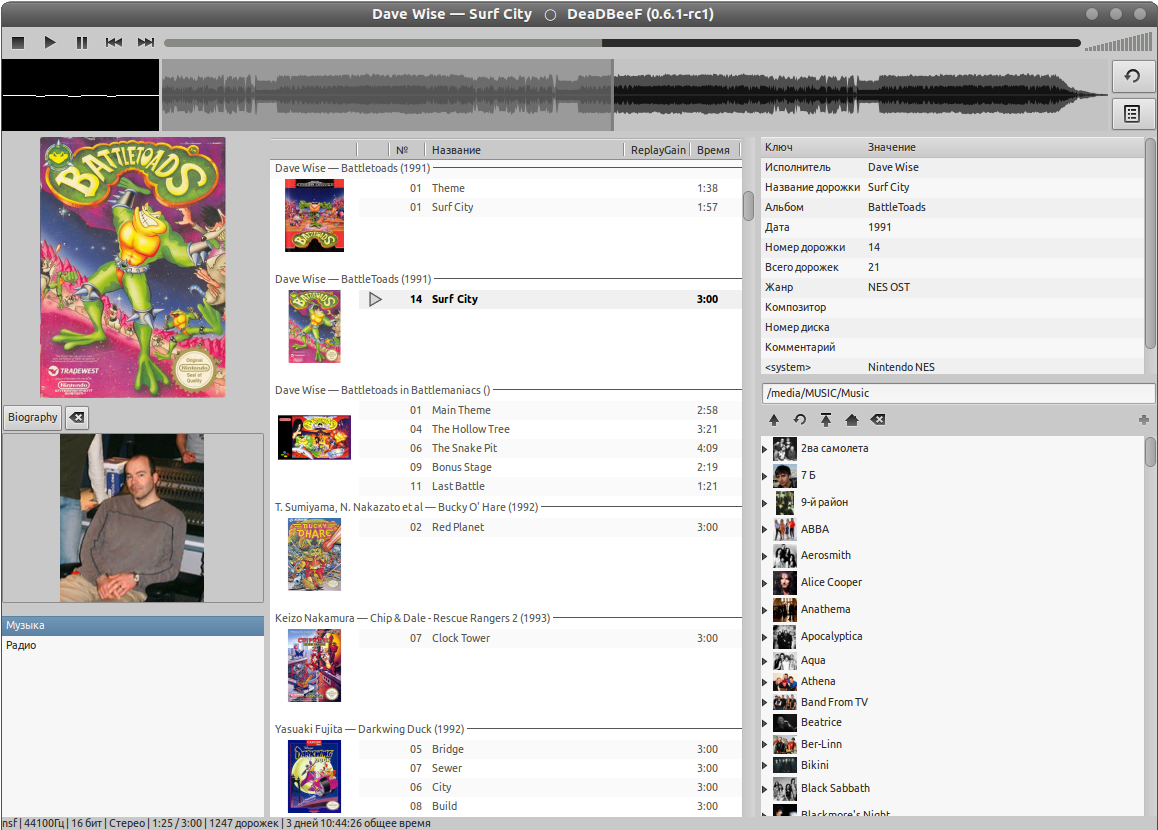 Dave Wise — Surf City ○ DeaDBeeF (0.6.1-rc1)
BATTLETOADS
TRADEWEST
Nintendo
Original
Nintendo
Seal of
Quality
Biography
Музыка
Радио
№ Название ReplayGain Время
Dave Wise — Battletoads (1991)
01 Theme 1:38
01 Surf City 1:57
Dave Wise — BattleToads (1991)
14 Surf City 3:00
Dave Wise — Battletoads in Battlemaniacs ()
01 Main Theme 2:58
04 The Hollow Tree 3:21
06 The Snake Pit 4:09
09 Bonus Stage 2:19
11 Last Battle 1:21
T. Sumiyama, N. Nakazato et al — Bucky O' Hare (1992)
BUCKY
O'HARE
02 Red Planet 3:00
Keizo Nakamura — Chip & Dale - Rescue Rangers 2 (1993)
07 Clock Tower 3:00
Yasuaki Fujita — Darkwing Duck (1992)
05 Bridge 3:00
07 Sewer 3:00
06 City 3:00
08 Build 3:00
Ключ Значение
Исполнитель Dave Wise
Название дорожки Surf City
Альбом BattleToads
Дата 1991
Номер дорожки 14
Всего дорожек 21
Жанр NES OST
Композитор
Номер диска
Комментарий
<system> Nintendo NES
/media/MUSIC/Music
2ва самолета
7 Б
9-й район
ABBA
Aerosmith
Alice Cooper
Anathema
Apocalyptica
Aqua
Athena
Band From TV
Beatrice
Ber-Linn
Bikini
Black Sabbath
Blackmore's Night
nsf | 44100Гц | 16 бит | Стерео | 1:25 / 3:00 | 1247 дорожек | 3 дней 10:44:26 общее время